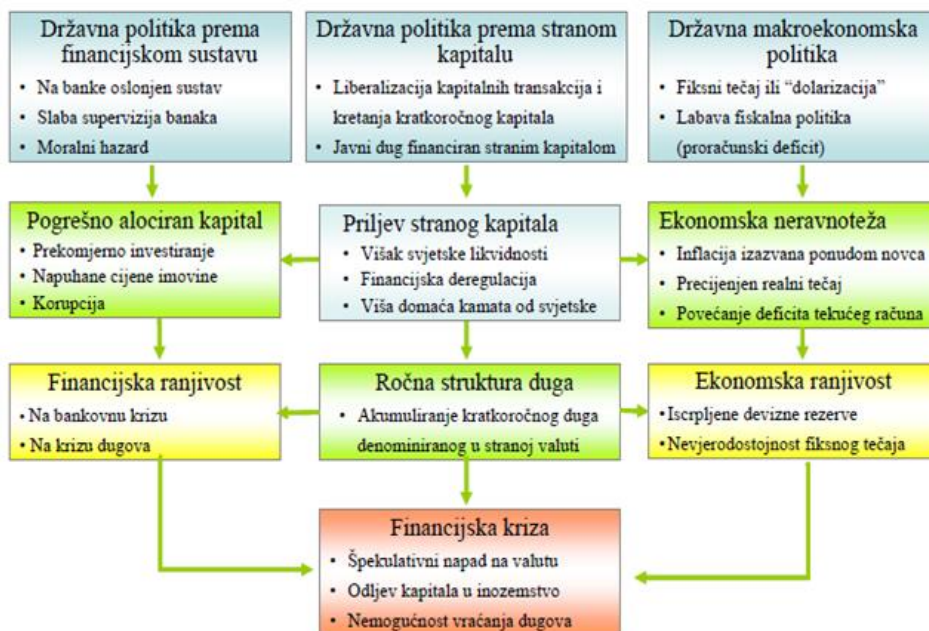 Državna politika prema
financijskom sustavu
• Na banke oslonjen sustav
• Slaba supervizija banaka
• Moralni hazard
Državna politika prema stranom
kapitalu
• Liberalizacija kapitalnih transakcija i
kretanja kratkoročnog kapitala
• Javni dug financiran stranim kapitalom
Državna makroekonomska
politika
• Fiksni tečaj ili “dolarizacija”
• Labava fiskalna politika
(proračunski deficit)
Pogrešno alociran kapital
• Prekomjerno investiranje
• Napuhane cijene imovine
• Korupcija
Priljev stranog kapitala
• Višak svjetske likvidnosti
• Financijska deregulacija
• Viša domaća kamata od svjetske
Ekonomska neravnoteža
• Inflacija izazvana ponudom novca
• Precijenjen realni tečaj
• Povećanje deficita tekućeg računa
Financijska ranjivost
• Na bankovnu krizu
• Na krizu dugova
Ročna struktura duga
• Akumuliranje kratkoročnog duga
denominiranog u stranoj valuti
Ekonomska ranjivost
• Iscrpljene devizne rezerve
• Nevjerodostojnost fiksnog tečaja
Financijska kriza
• Špekulativni napad na valutu
• Odljev kapitala u inozemstvo
• Nemogućnost vraćanja dugova